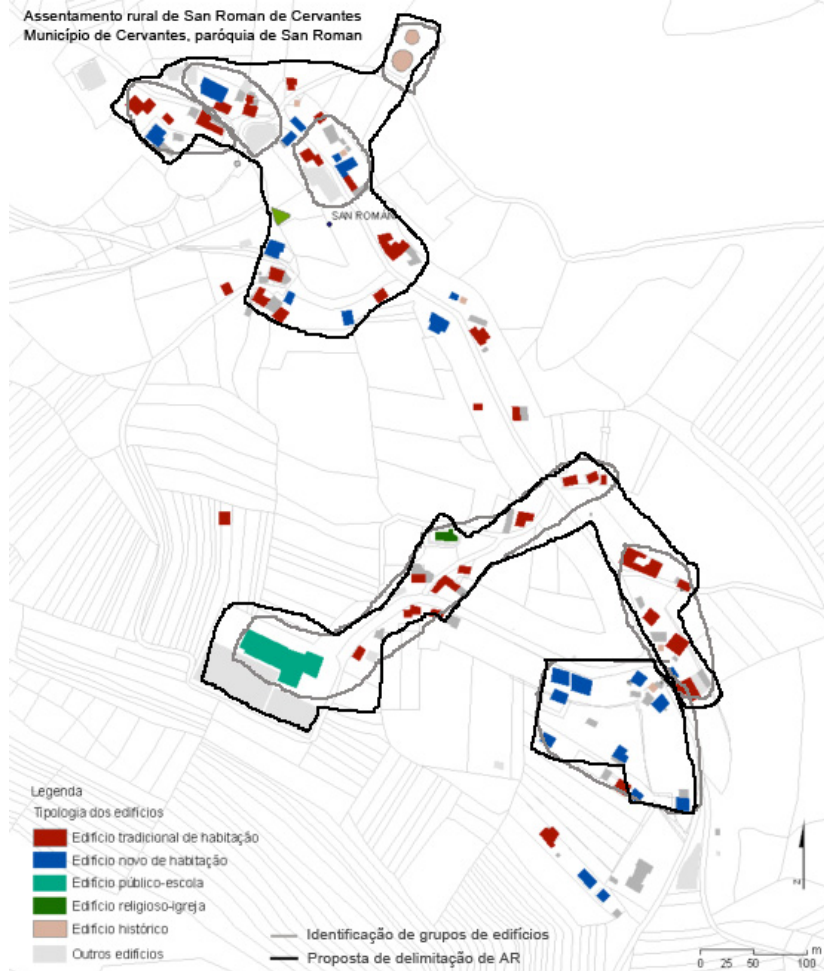 Assentamento rural de San Roman de Cervantes
Município de Cervantes, paróquia de San Roman
SAN ROMAN
Legenda
Tipologia dos edifícios
Edifício tradicional de habitação
Edifício novo de habitação
Edifício público-escola
Edifício religioso-igreja
Edifício histórico
Outros edifícios
Identificação de grupos de edifícios
Proposta de delimitação de AR
N
m
0 25 50 100